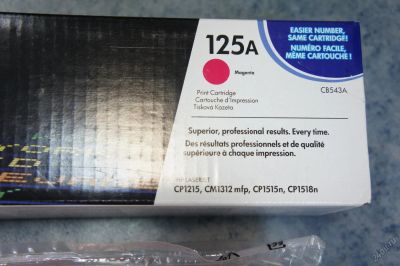 EASIER NUMBER,
SAME CARTRIDGE!
NUMÉRO FACILE,
MÊME CARTOUCHE!
125A
Magenta
CB543A
Print Cartridge
Cartouche d'Impression
Tisková Kazeta
Superior, professional results. Every time.
Des résultats professionnels et de qualité
supérieure à chaque impression.
HP LASERJET
CP1215, CM1312 mfp, CP1515n, CP1518n